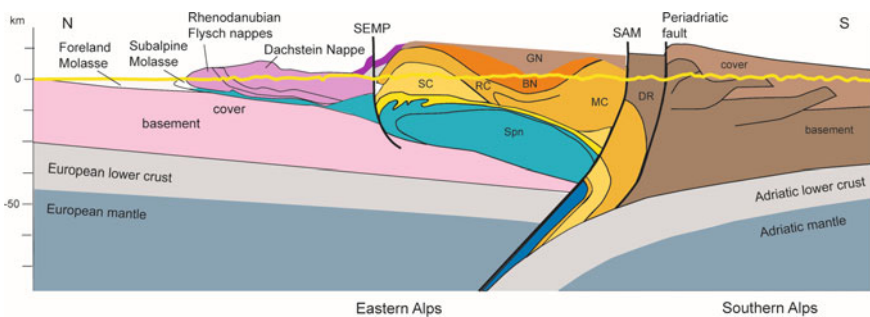 km
N
S
Rhenodanubian
Flysch nappes
SEMP
SAM
Periadriatic
fault
Foreland
Molasse
Subalpine
Molasse
Dachstein Nappe
GN
cover
0
SC
RC
BN
MC
DR
cover
basement
Spn
basement
European lower crust
-50
European mantle
Adriatic lower crust
Adriatic mantle
Eastern Alps
Southern Alps